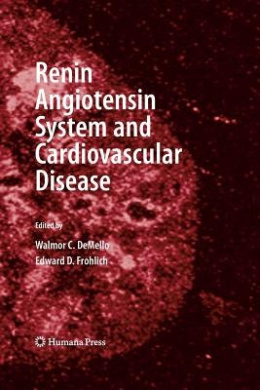 Renin
Angiotensin
System and
Cardiovascular
Disease
Edited by
Walmor C. DeMello
Edward D. Frohlich
Humana Press